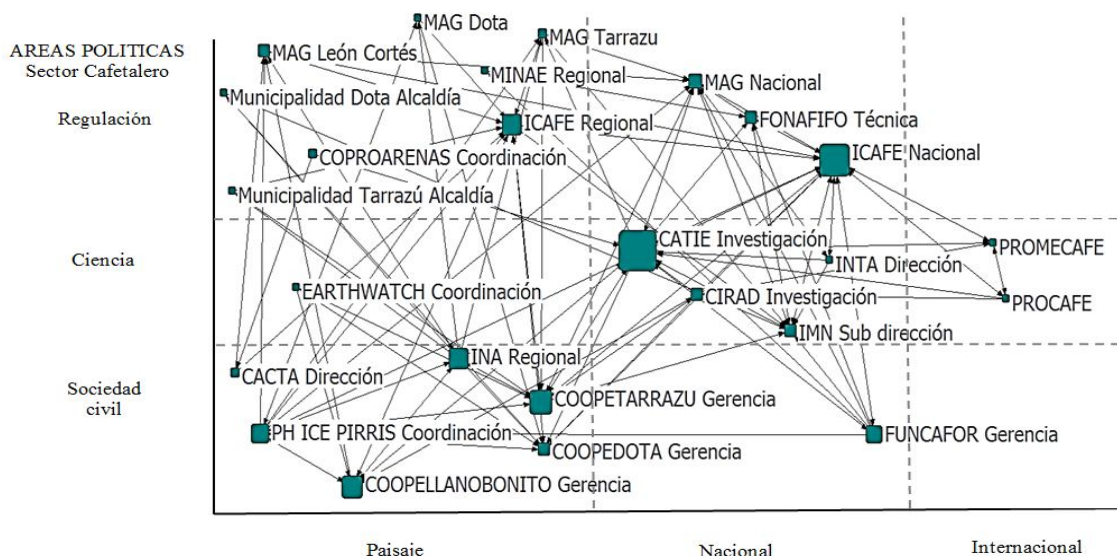 MAG Dota
AREAS POLITICAS
Sector Cafetalero
MAG León Cortés
MAG Tarrazu
MINAE Regional
MAG Nacional
Municipalidad Dota Alcaldía
Regulación
ICAFE Regional
FONAFIFO Técnica
COPROARENAS Coordinación
ICAFE Nacional
Municipalidad Tarrazú Alcaldía
Ciencia
CATIE Investigación
PROMECAFE
INTA Dirección
EARTHWATCH Coordinación
CIRAD Investigación
PROCAFE
IMN Sub dirección
INA Regional
CACTA Dirección
Sociedad
civil
COOPETARRAZU Gerencia
PH ICE PIRRIS Coordinación
FUNCAFOR Gerencia
COOPEDOTA Gerencia
COOPELLANOBONITO Gerencia
Paisaje
Nacional
Internacional